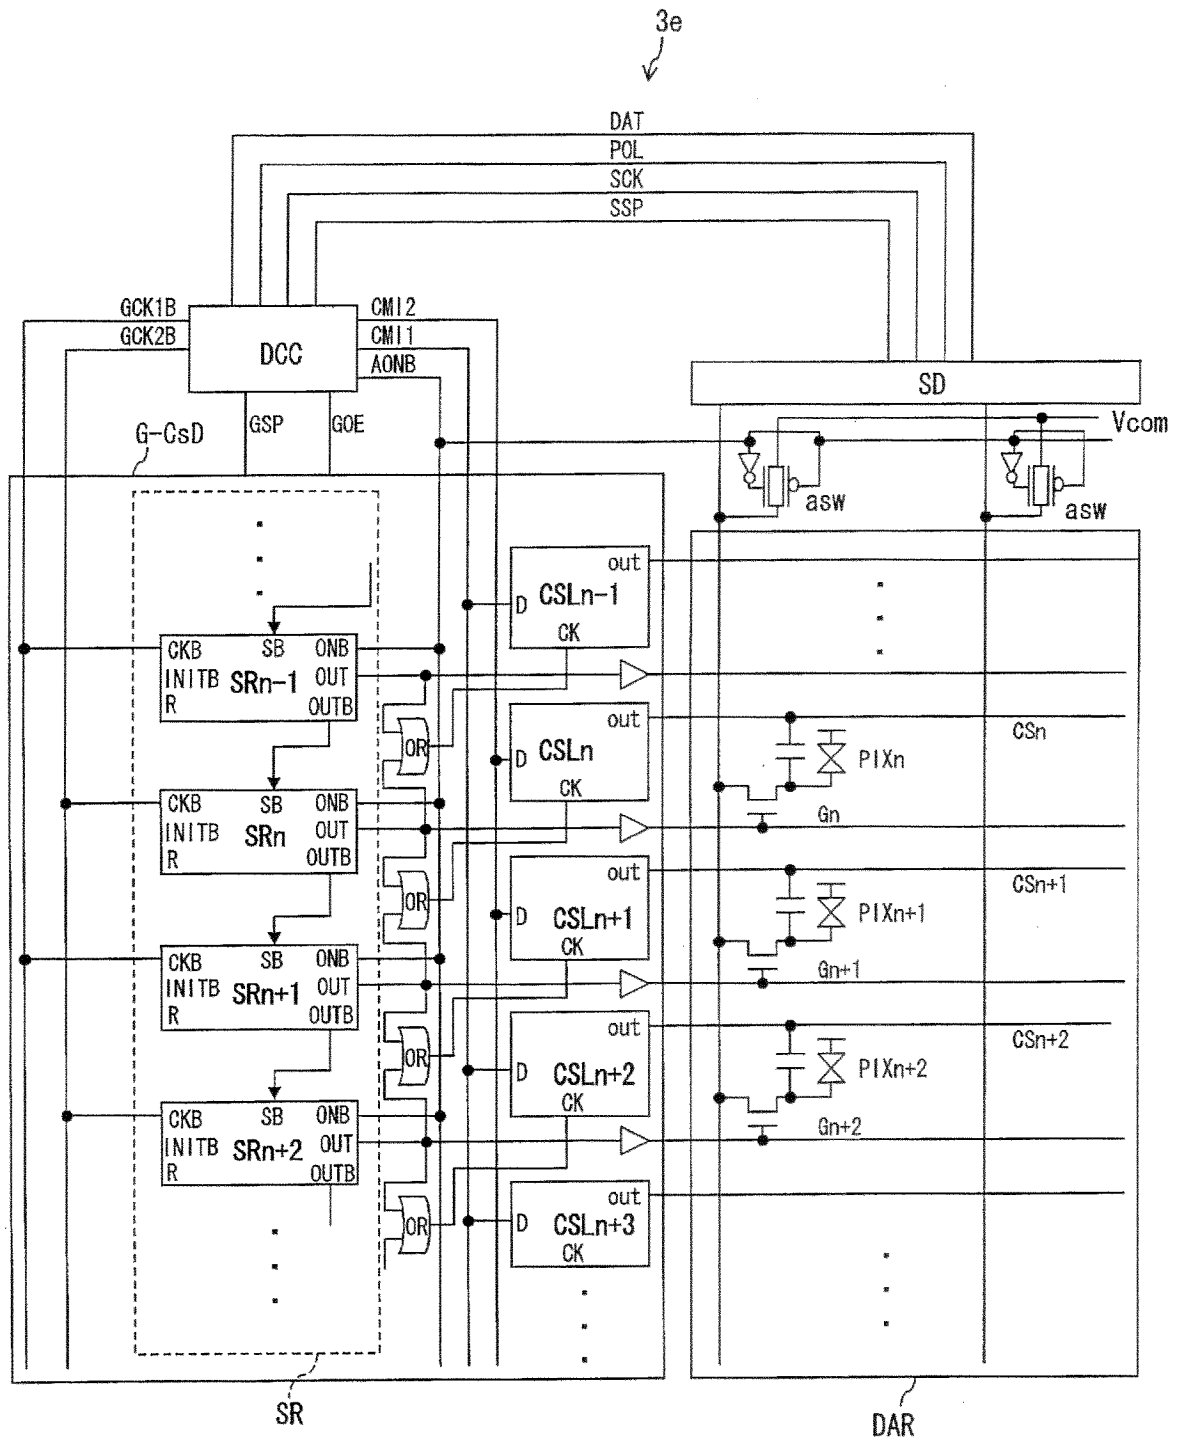 3e
DAT
POL
SCK
SSP
GCK1B
GCK2B
DCC
CMI2
CMI1
AONB
GSP
GOE
G-CsD
SD
Vcom
asw
asw
out
D
CSLn-1
CK
CKB
SB
ONB
INITB
SRn-1
OUT
R
OUTB
OR
out
D
CSLn
CK
CSn
PIXn
Gn
CKB
SB
ONB
INITB
SRn
OUT
R
OUTB
OR
out
D
CSLn+1
CK
CSn+1
PIXn+1
Gn+1
CKB
SB
ONB
INITB
SRn+1
OUT
R
OUTB
OR
out
D
CSLn+2
CK
CSn+2
PIXn+2
Gn+2
CKB
SB
ONB
INITB
SRn+2
OUT
R
OUTB
OR
out
D
CSLn+3
CK
SR
DAR